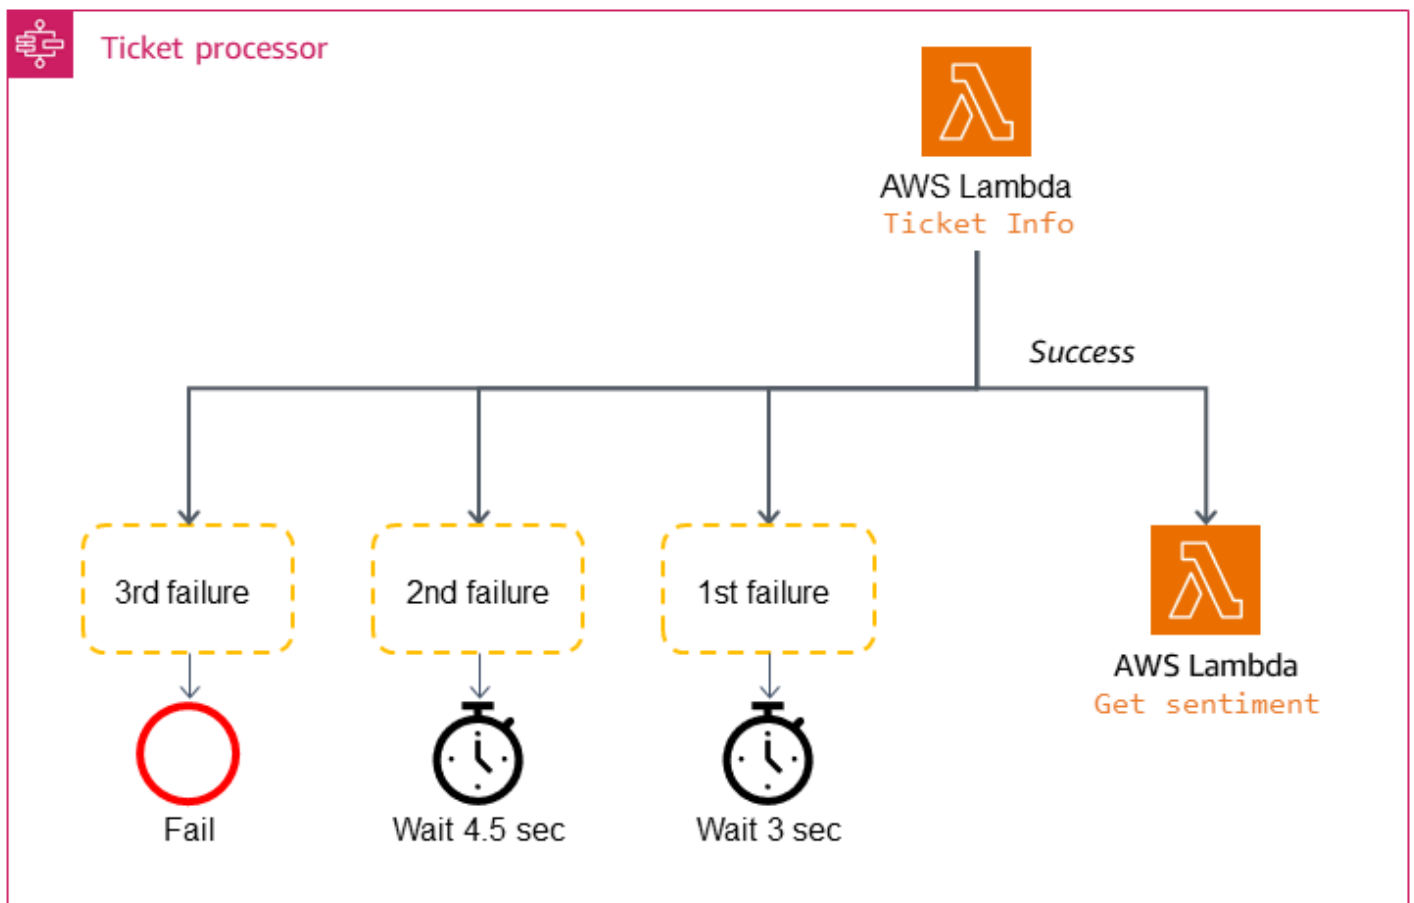 Ticket processor
AWS Lambda
Ticket Info
Success
3rd failure
2nd failure
1st failure
AWS Lambda
Get sentiment
Fail
Wait 4.5 sec
Wait 3 sec